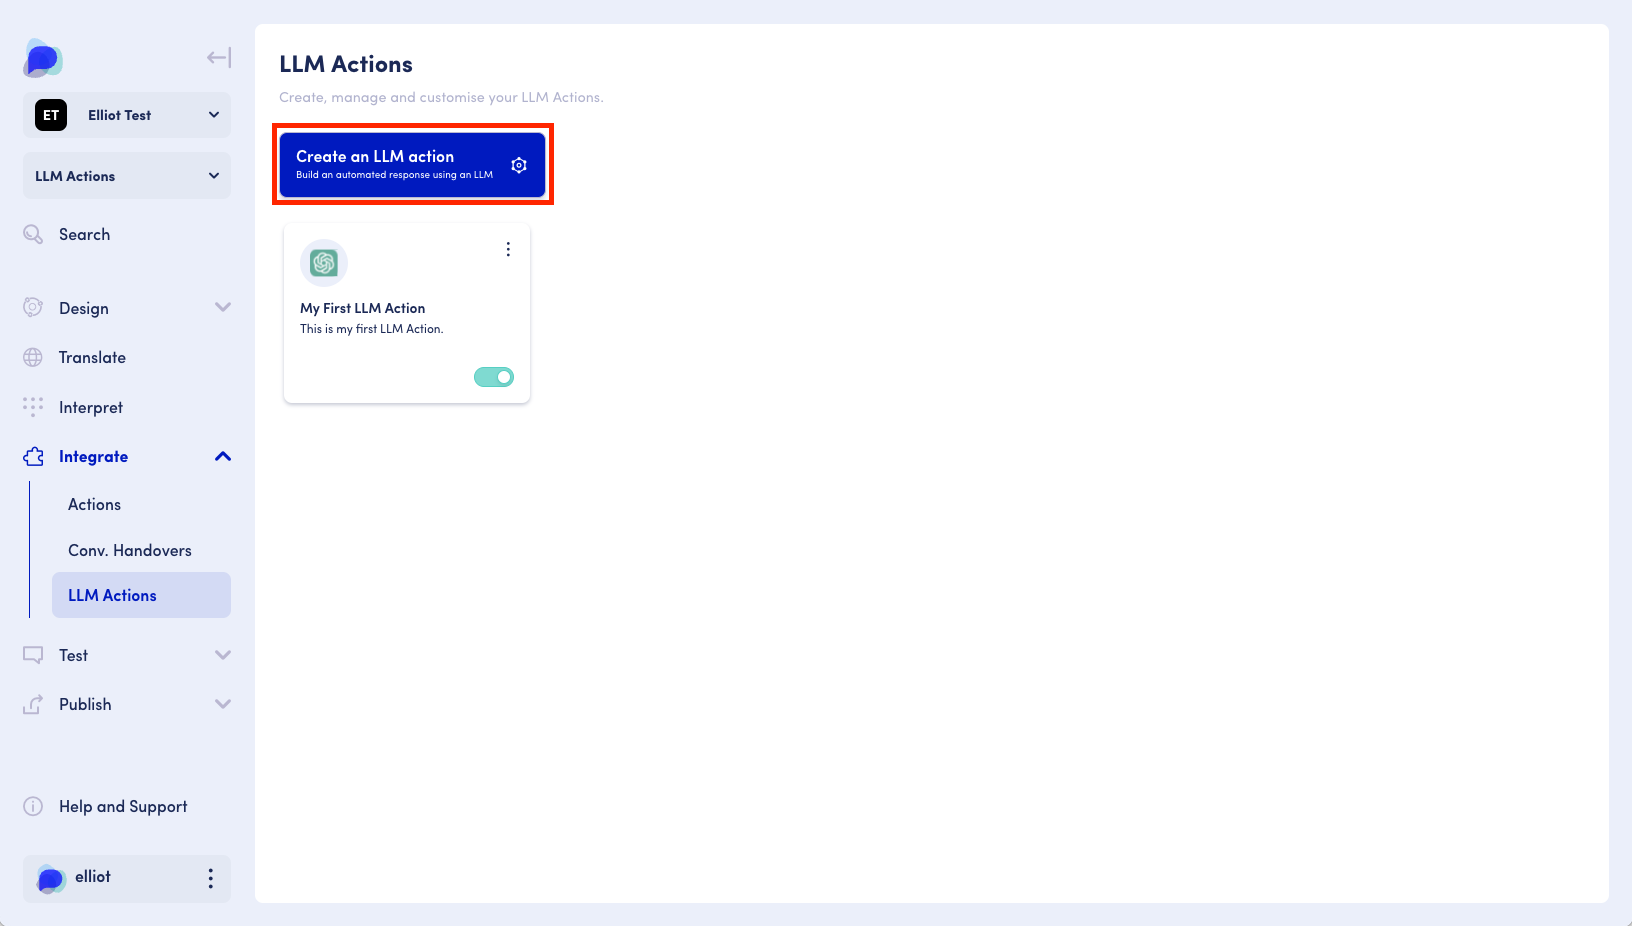 ET
Elliot Test
LLM Actions
Search
Design
Translate
Interpret
Integrate
Actions
Conv. Handovers
LLM Actions
Test
Publish
Help and Support
elliot
LLM Actions
Create, manage and customise your LLM Actions.
Create an LLM action
Build an automated response using an LLM
My First LLM Action
This is my first LLM Action.